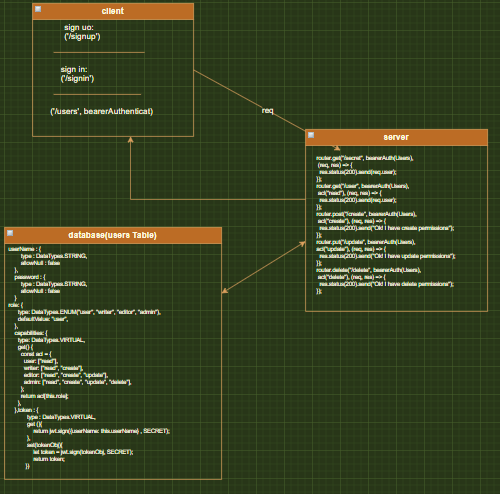 client
sign uo:
('/signup')
sign in:
('/signin')
('/users', bearerAuthenticat)
req
server
router.get("/secret", bearerAuth(Users),
(req, res) => {
res.status(200).send(req.user);
});
router.get("/user", bearerAuth(Users),
acl("read"), (req, res) => {
res.status(200).send(req.user);
});
router.post("/create", bearerAuth(Users),
acl("create"), (req, res) => {
res.status(200).send("Ok! I have create permissions");
});
router.put("/update", bearerAuth(Users),
acl("update"), (req, res) => {
res.status(200).send("Ok! I have update permissions");
});
router.delete("/delete", bearerAuth(Users),
acl("delete"), (req, res) => {
res.status(200).send("Ok! I have delete permissions");
});
database(users Table)
userName : {
type : DataTypes.STRING,
allowNull : false
},
password : {
type : DataTypes.STRING,
allowNull : false
},
role: {
type: DataTypes.ENUM("user", "writer", "editor", "admin"),
defaultValue: "user",
},
capabilities: {
type: DataTypes.VIRTUAL,
get() {
const acl = {
user: ["read"],
writer: ["read", "create"],
editor: ["read", "create", "update"],
admin: ["read", "create", "update", "delete"],
};
return acl[this.role];
},
},token : {
type : DataTypes.VIRTUAL,
get (){
return jwt.sign({userName: this.userName} , SECRET);
},
set(tokenObj){
let token = jwt.sign(tokenObj, SECRET);
return token;
}}